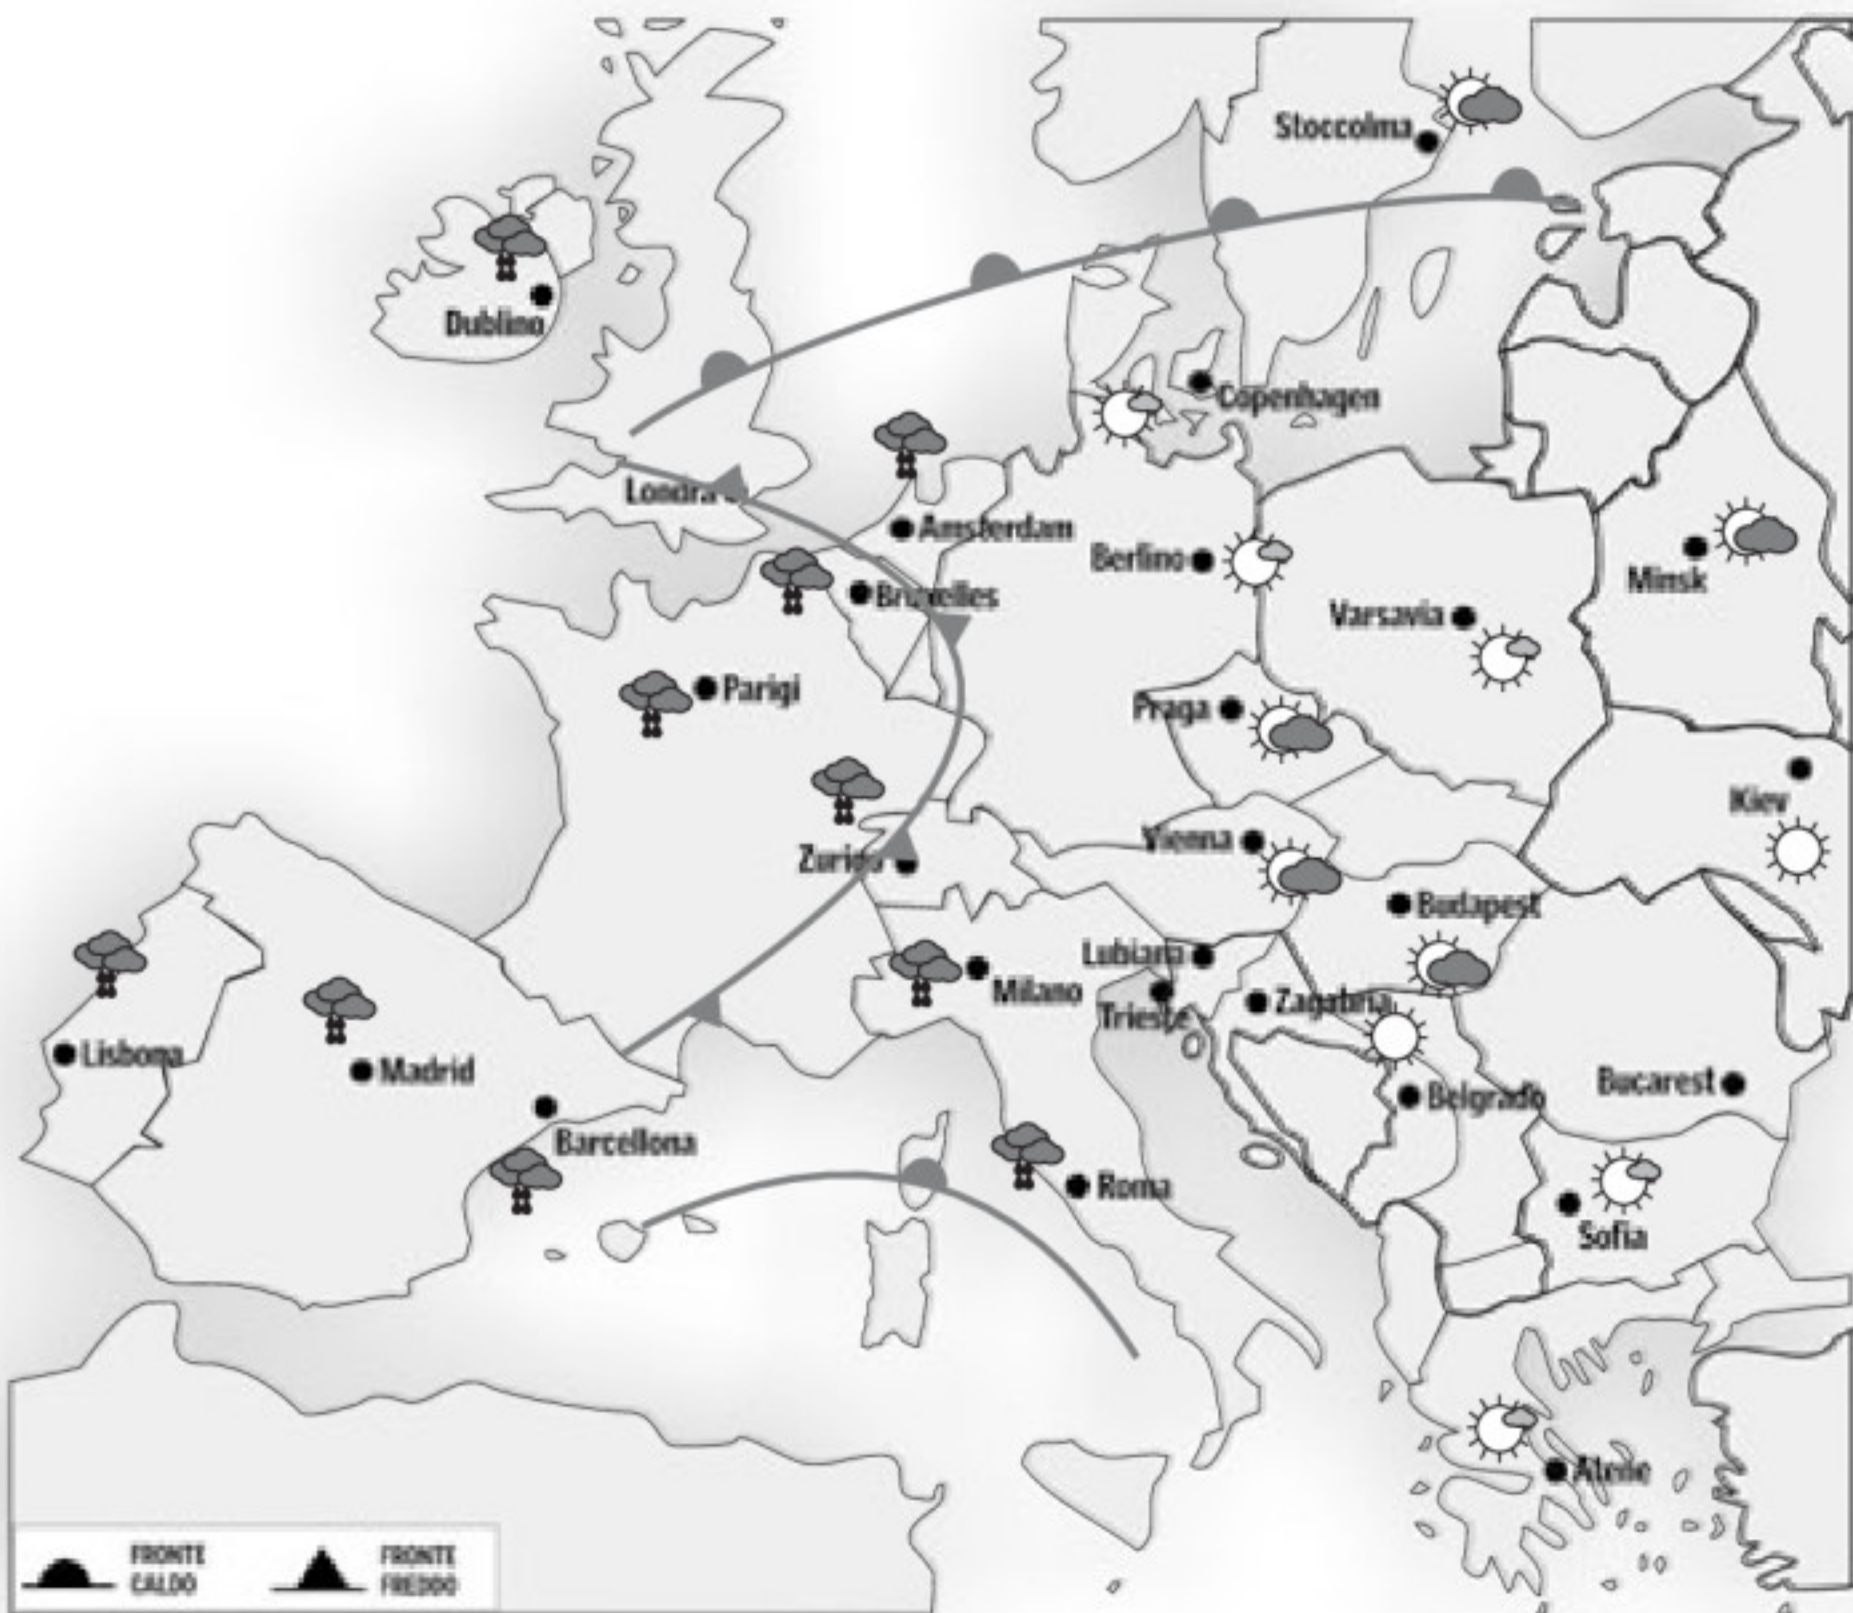 Stoccolma
Dublino
Copenhagen
Londra
Amsterdam
Berlino
Minsk
Bruxelles
Varsavia
Parigi
Praga
Kiev
Vienna
Zurigo
Budapest
Lubiana
Milano
Zagabria
Trieste
Lisbona
Madrid
Bucarest
Belgrado
Barcellona
Roma
Sofia
Atene
FRONTE
CALDO
FRONTE
FREDDO